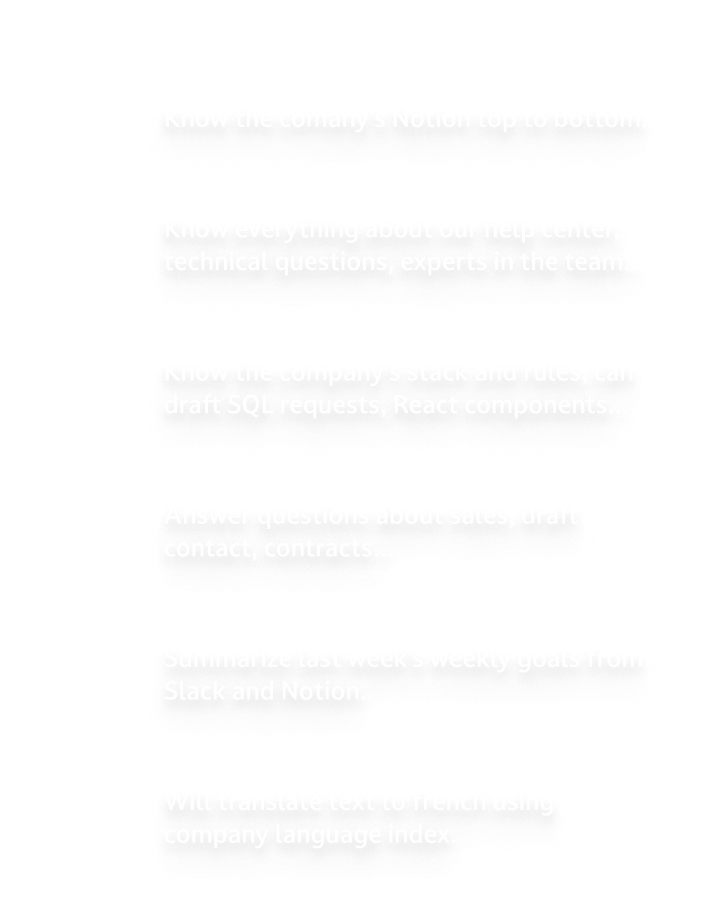 Know the comany's Notion top to bottom.
Know everything about our help center,
technical questions, experts in the team...
Know the company's stack and rules, can
draft SQL requests, React components...
Answer questions about sales, draft
contact, contracts...
Summarize last week's weekly goals from
Slack and Notion.
Will translate text to french using
company language index.